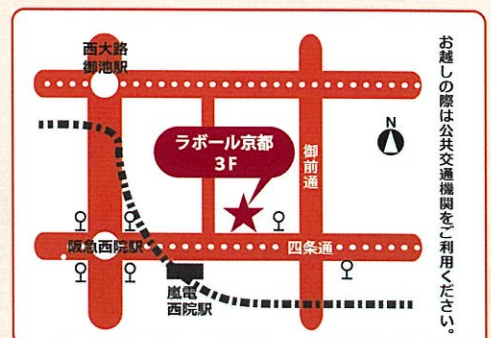 西大路
御池駅
ラボール京都
3F
御前通
N
お越しの際は公共交通機関をご利用ください。
阪急西院駅
四条通
嵐電
西院駅